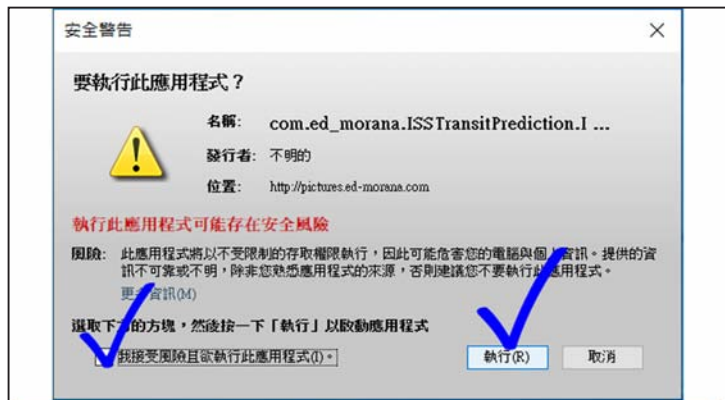 安全警告
要執行此應用程式？
名稱： com.ed_morana.ISSTransitPrediction.I ...
發行者： 不明的
位置： http://pictures.ed-morana.com
執行此應用程式可能存在安全風險
風險： 此應用程式將以不受限制的存取權限執行，因此可能危害您的電腦與個人資訊。提供的資
訊不可靠或不明，除非您熟悉應用程式的來源，否則建議您不要執行此應用程式。
更多資訊(M)
選取下方的方塊，然後按一下「執行」以啟動應用程式
我接受風險且欲執行此應用程式(I)。
執行(R) 取消